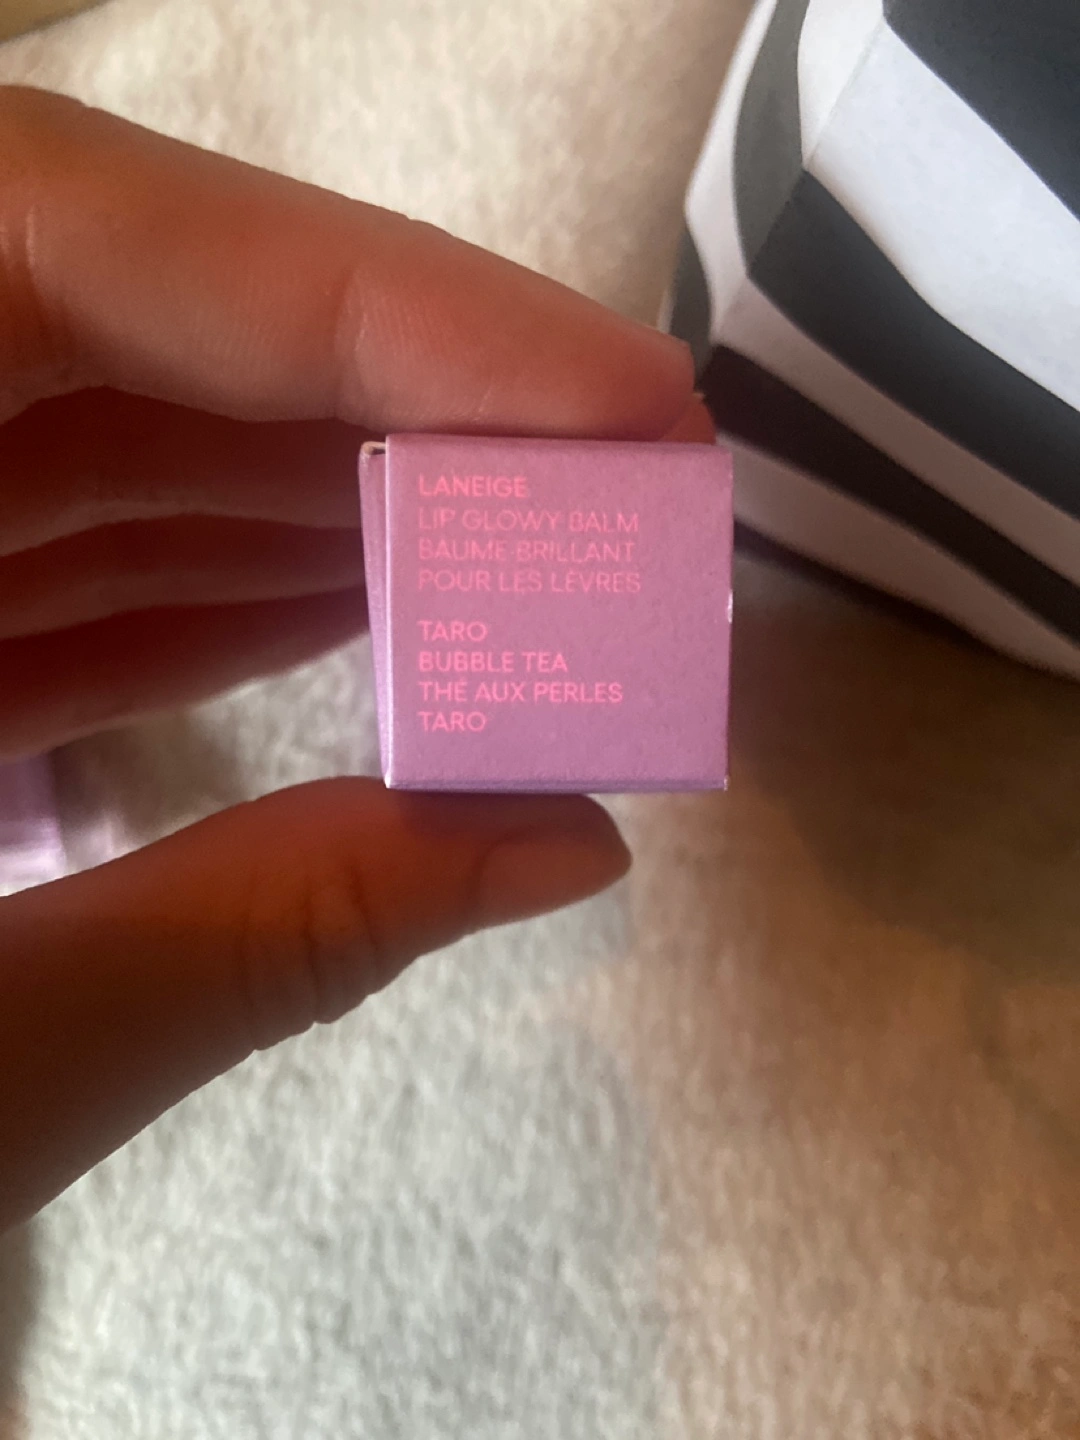 LANEIGE
LIP GLOWY BALM
BAUME BRILLANT
POUR LES LÈVRES
TARO
BUBBLE TEA
THÉ AUX PERLES
TARO